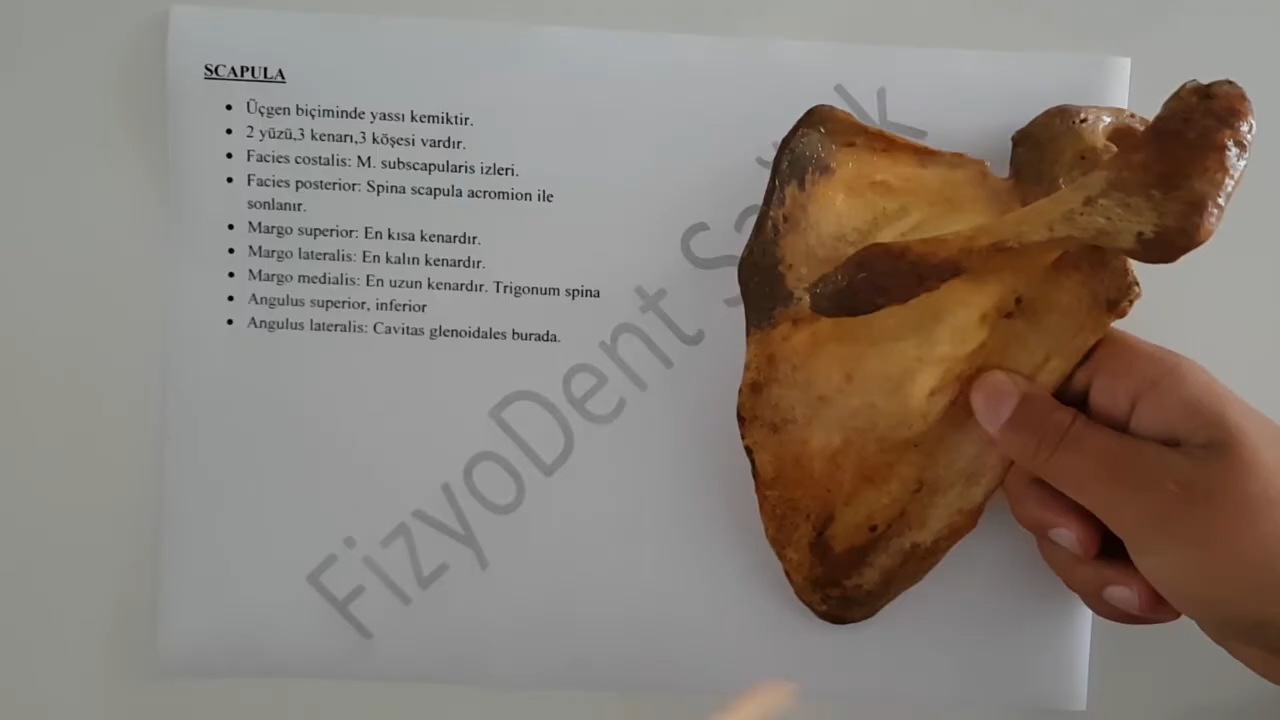 SCAPULA
• Üçgen biçiminde yassı kemiktir.
• 2 yüzü,3 kenarı,3 köşesi vardır.
• Facies costalis: M. subscapularis izleri.
• Facies posterior: Spina scapula acromion ile
sonlanır.
• Margo superior: En kısa kenardır.
• Margo lateralis: En kalın kenardır.
• Margo medialis: En uzun kenardır. Trigonum spina
• Angulus superior, inferior
• Angulus lateralis: Cavitas glenoidales burada.
FizyoDent